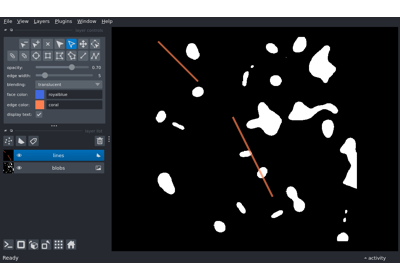 File View Layers Plugins Window Help
opacity: 0.70
edge width: 5
blending: translucent
face color: royalblue
edge color: coral
display text:
lines
blobs
Ready activity